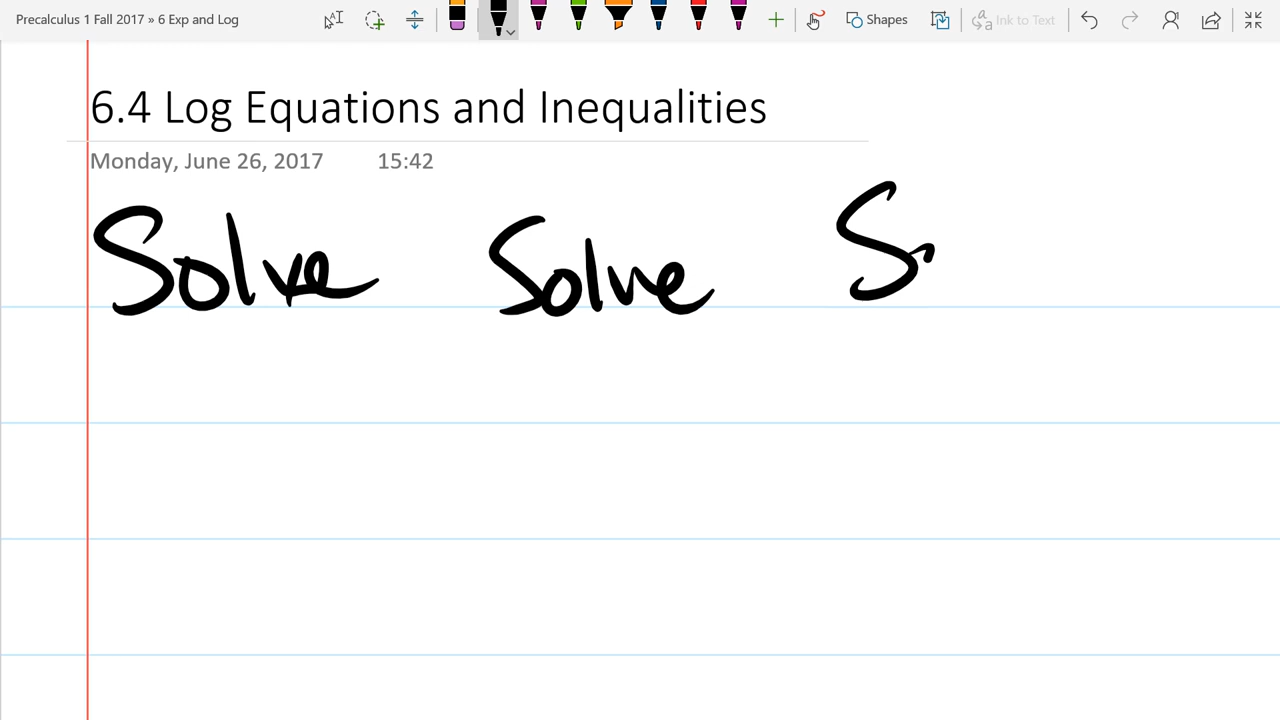 Precalculus 1 Fall 2017 » 6 Exp and Log Shapes Ink to Text
6.4 Log Equations and Inequalities
Monday, June 26, 2017 15:42
Solve Solve